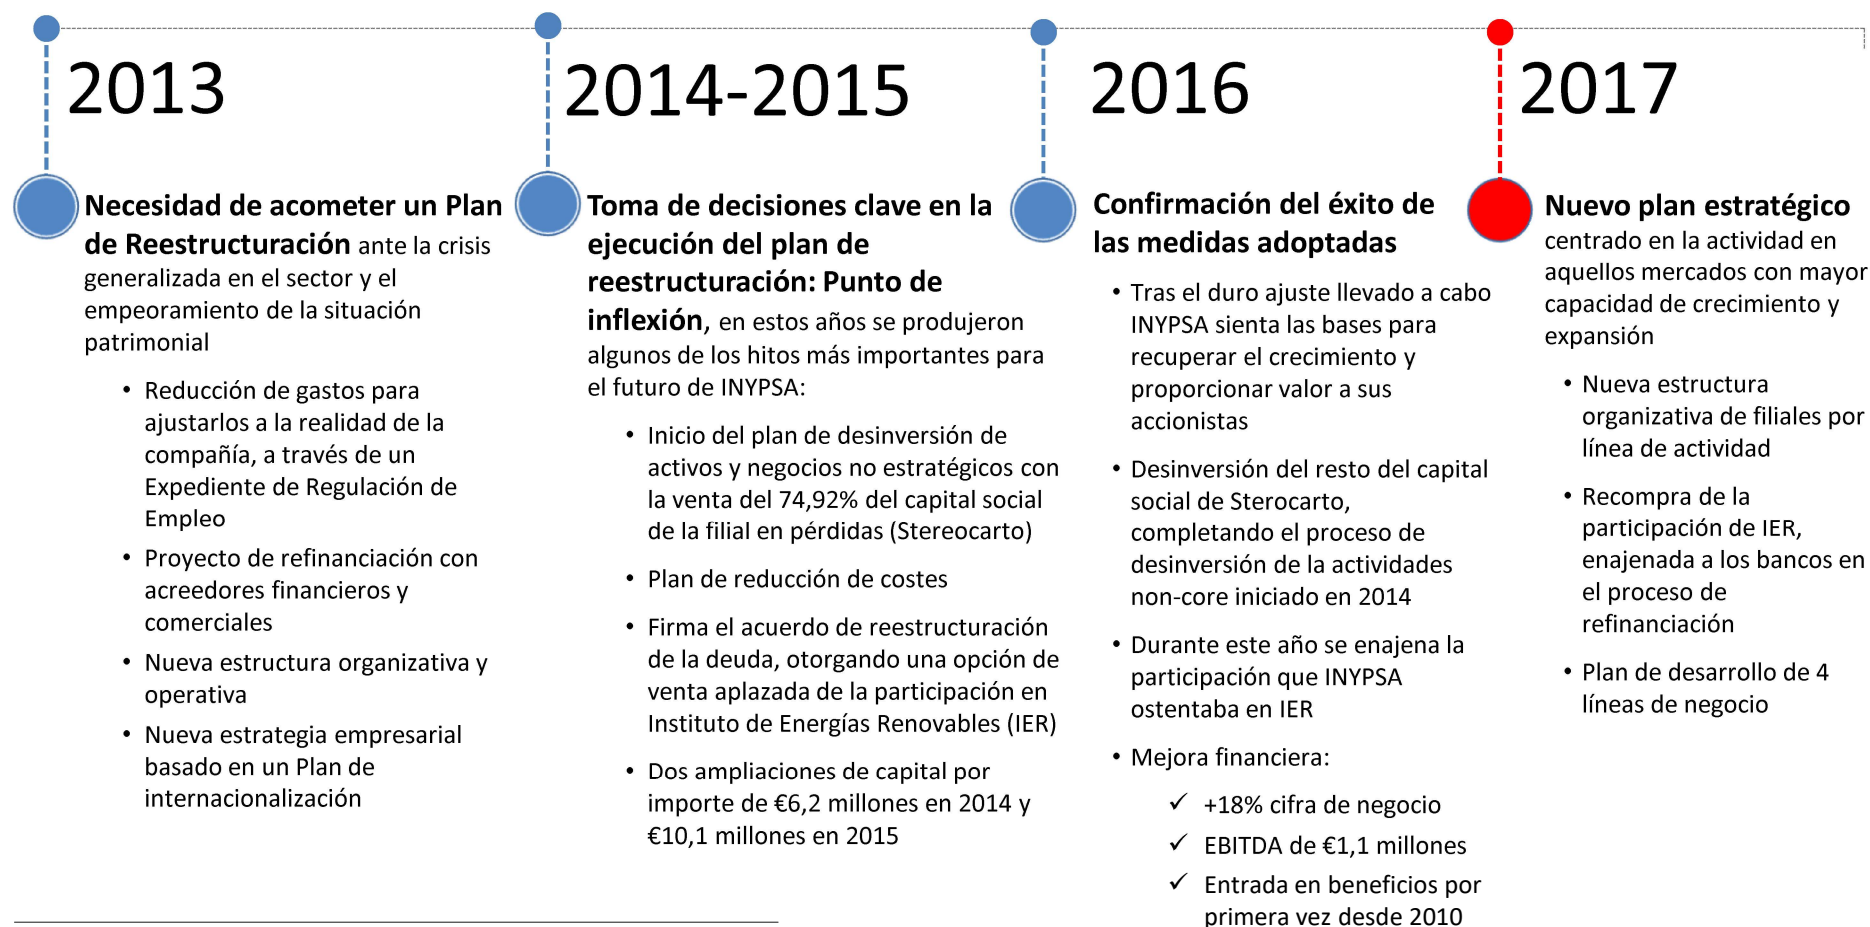 2013
Necesidad de acometer un Plan
de Reestructuración ante la crisis
generalizada en el sector y el
empeoramiento de la situación
patrimonial
• Reducción de gastos para
ajustarlos a la realidad de la
compañía, a través de un
Expediente de Regulación de
Empleo
• Proyecto de refinanciación con
acreedores financieros y
comerciales
• Nueva estructura organizativa y
operativa
• Nueva estrategia empresarial
basado en un Plan de
internacionalización
2014-2015
Toma de decisiones clave en la
ejecución del plan de
reestructuración: Punto de
inflexión, en estos años se produjeron
algunos de los hitos más importantes para
el futuro de INYPSA:
• Inicio del plan de desinversión de
activos y negocios no estratégicos con
la venta del 74,92% del capital social
de la filial en pérdidas (Stereocarto)
• Plan de reducción de costes
• Firma el acuerdo de reestructuración
de la deuda, otorgando una opción de
venta aplazada de la participación en
Instituto de Energías Renovables (IER)
• Dos ampliaciones de capital por
importe de €6,2 millones en 2014 y
€10,1 millones en 2015
2016
Confirmación del éxito de
las medidas adoptadas
• Tras el duro ajuste llevado a cabo
INYPSA sienta las bases para
recuperar el crecimiento y
proporcionar valor a sus
accionistas
• Desinversión del resto del capital
social de Sterocarto,
completando el proceso de
desinversión de la actividades
non-core iniciado en 2014
• Durante este año se enajena la
participación que INYPSA
ostentaba en IER
• Mejora financiera:
✓ +18% cifra de negocio
✓ EBITDA de €1,1 millones
✓ Entrada en beneficios por
primera vez desde 2010
2017
Nuevo plan estratégico
centrado en la actividad en
aquellos mercados con mayor
capacidad de crecimiento y
expansión
• Nueva estructura
organizativa de filiales por
línea de actividad
• Recompra de la
participación de IER,
enajenada a los bancos en
el proceso de
refinanciación
• Plan de desarrollo de 4
líneas de negocio